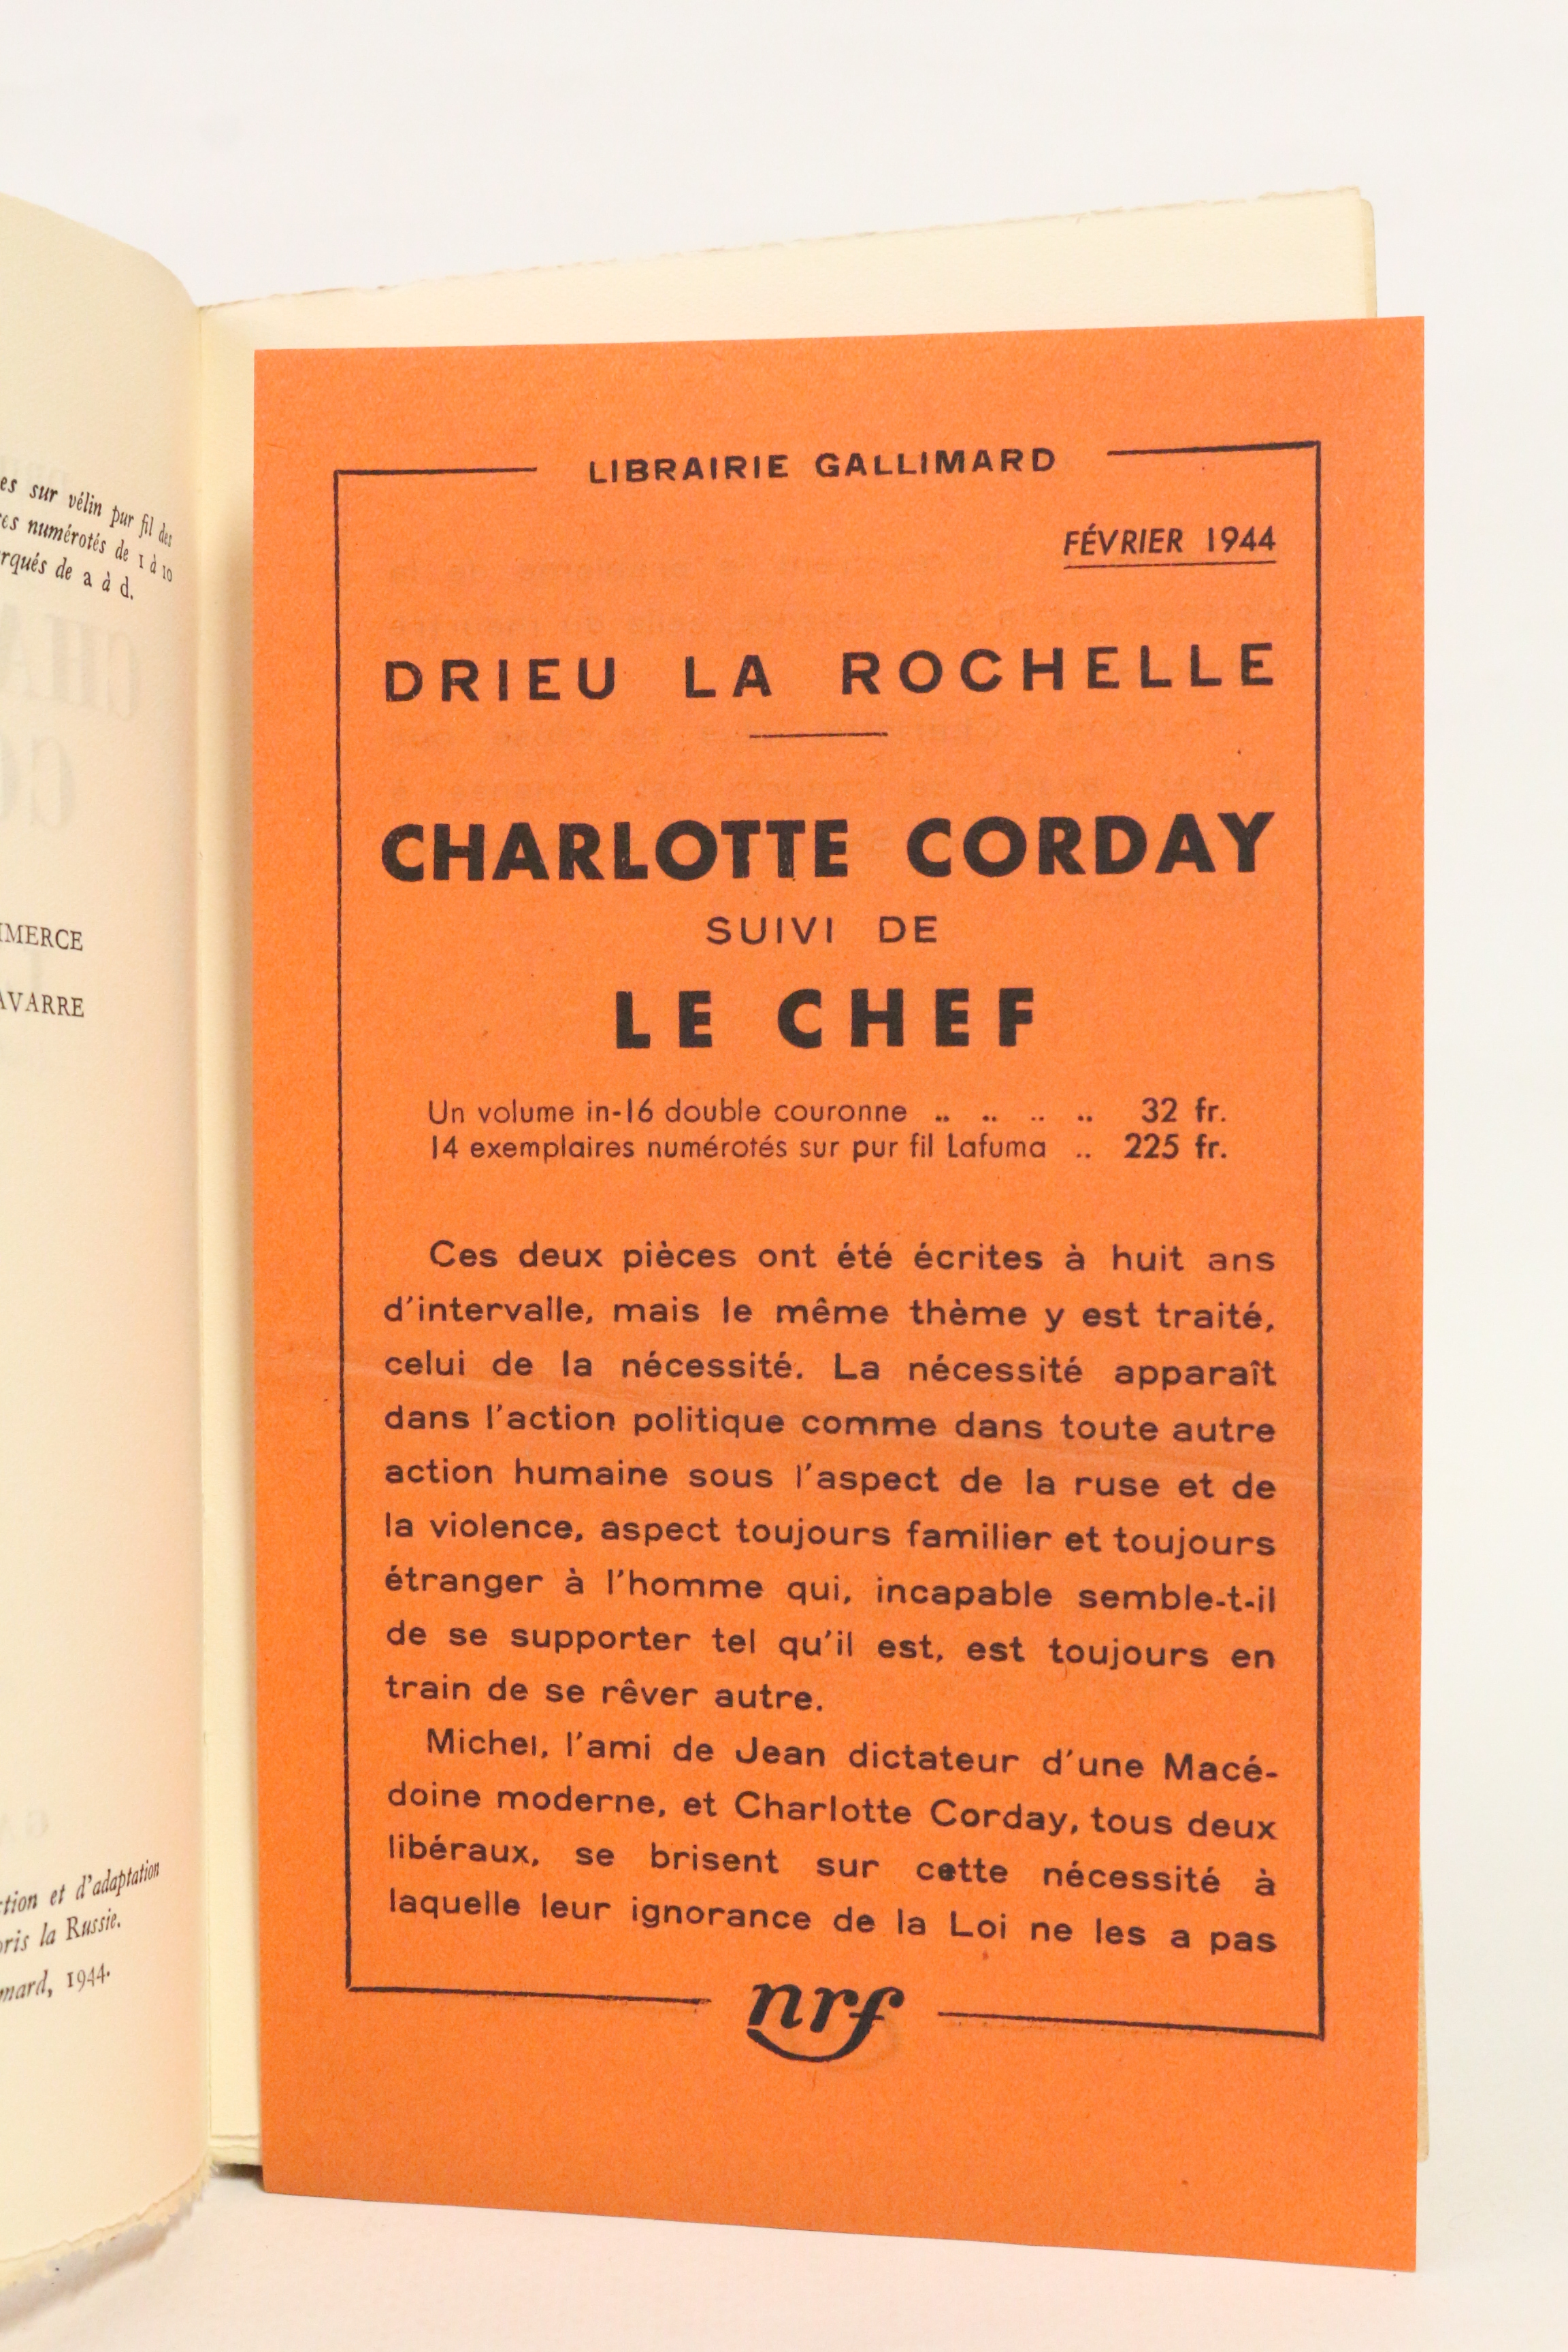 es sur vélin pur fil des
es numérotés de 1 à 10
rqués de a à d.
MMERCE
AVARRE
ction et d'adaptation
pris la Russie.
mard, 1944.
LIBRAIRIE GALLIMARD
FÉVRIER 1944
DRIEU LA ROCHELLE
CHARLOTTE CORDAY
SUIVI DE
LE CHEF
Un volume in-16 double couronne .. .. .. .. 32 fr.
14 exemplaires numérotés sur pur fil Lafuma .. 225 fr.
Ces deux pièces ont été écrites à huit ans
d'intervalle, mais le même thème y est traité,
celui de la nécessité. La nécessité apparaît
dans l'action politique comme dans toute autre
action humaine sous l'aspect de la ruse et de
la violence, aspect toujours familier et toujours
étranger à l'homme qui, incapable semble-t-il
de se supporter tel qu'il est, est toujours en
train de se rêver autre.
Michel, l'ami de Jean dictateur d'une Macé-
doine moderne, et Charlotte Corday, tous deux
libéraux, se brisent sur cette nécessité à
laquelle leur ignorance de la Loi ne les a pas
nrf